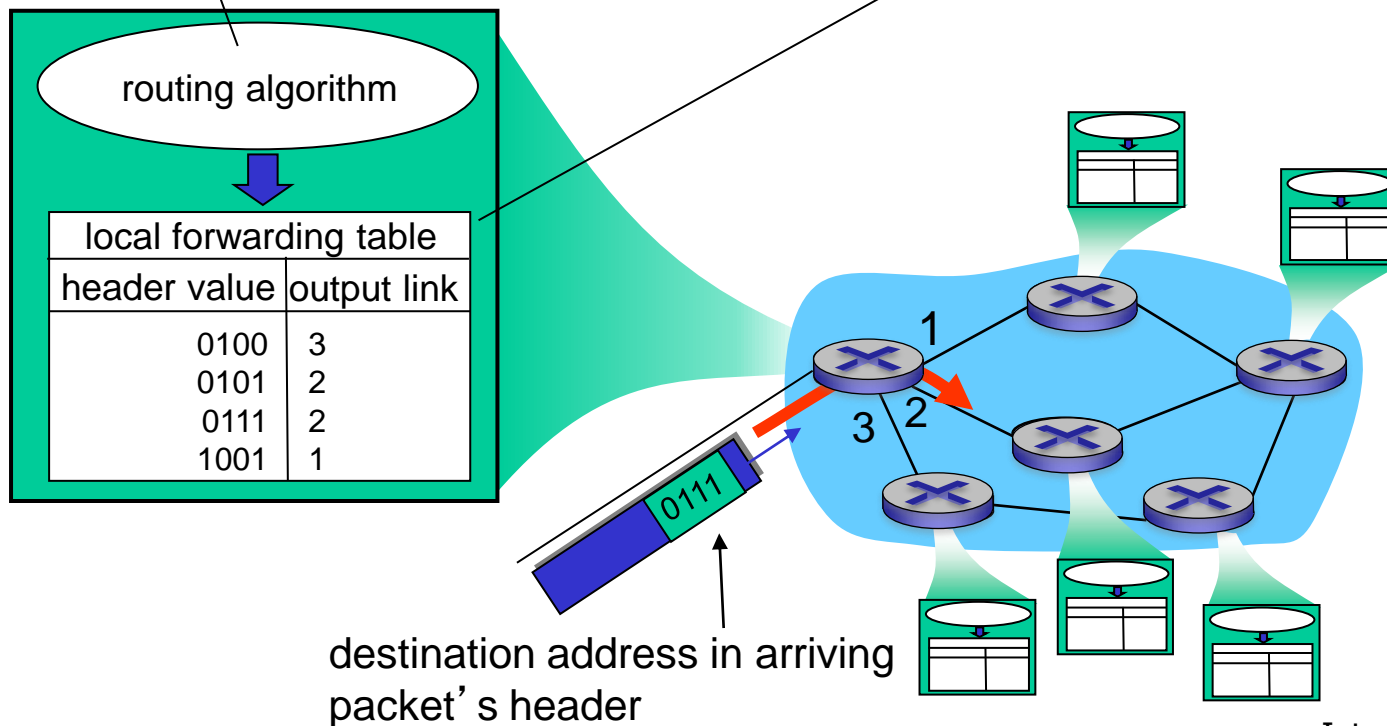 routing algorithm
local forwarding table
header value output link
0100 3
0101 2
0111 2
1001 1
1
2
3
0111
destination address in arriving
packet’s header